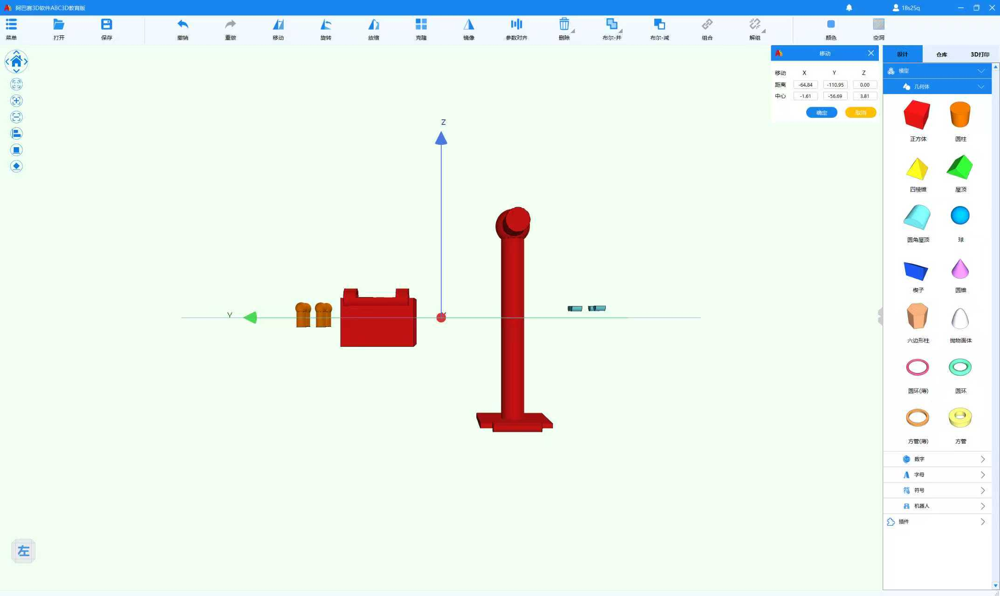 阿巴赛3D软件ABC3D教育版
18s25q
菜单 打开 保存 撤销 重做 移动 旋转 放缩 克隆 镜像 参数对齐 删除 布尔-并 布尔-减 组合 解组 颜色 空洞
移动
移动 X Y Z
距离 -64.84 -110.95 0.00
中心 -1.61 -56.69 3.81
确定 取消
设计 仓库 3D打印
模型
几何体
正方体 圆柱
四棱锥 屋顶
圆角屋顶 球
楔子 圆锥
六边形柱 抛物面体
圆环(薄) 圆环
方管(薄) 方管
数字
字母
符号
机器人
插件
Z
Y
左